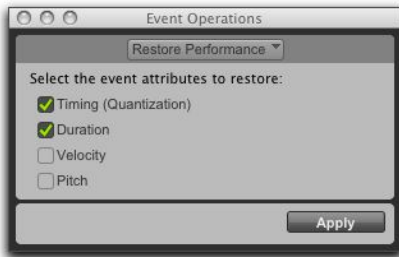 Event Operations
Restore Performance
Select the event attributes to restore:
Timing (Quantization)
Duration
Velocity
Pitch
Apply